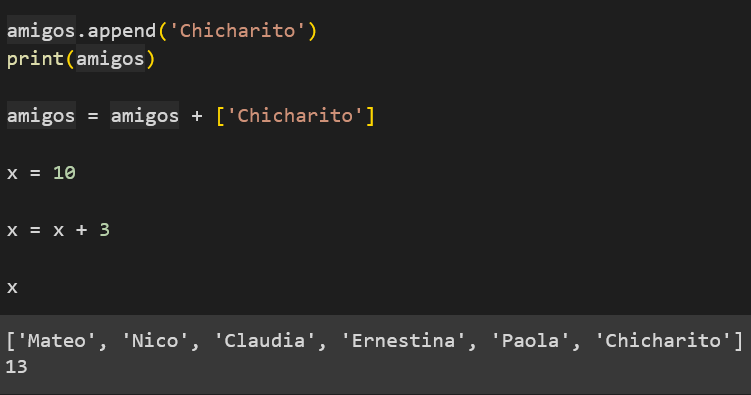 amigos.append('Chicharito')
print(amigos)
amigos = amigos + ['Chicharito']
x = 10
x = x + 3
x
['Mateo', 'Nico', 'Claudia', 'Ernestina', 'Paola', 'Chicharito']
13